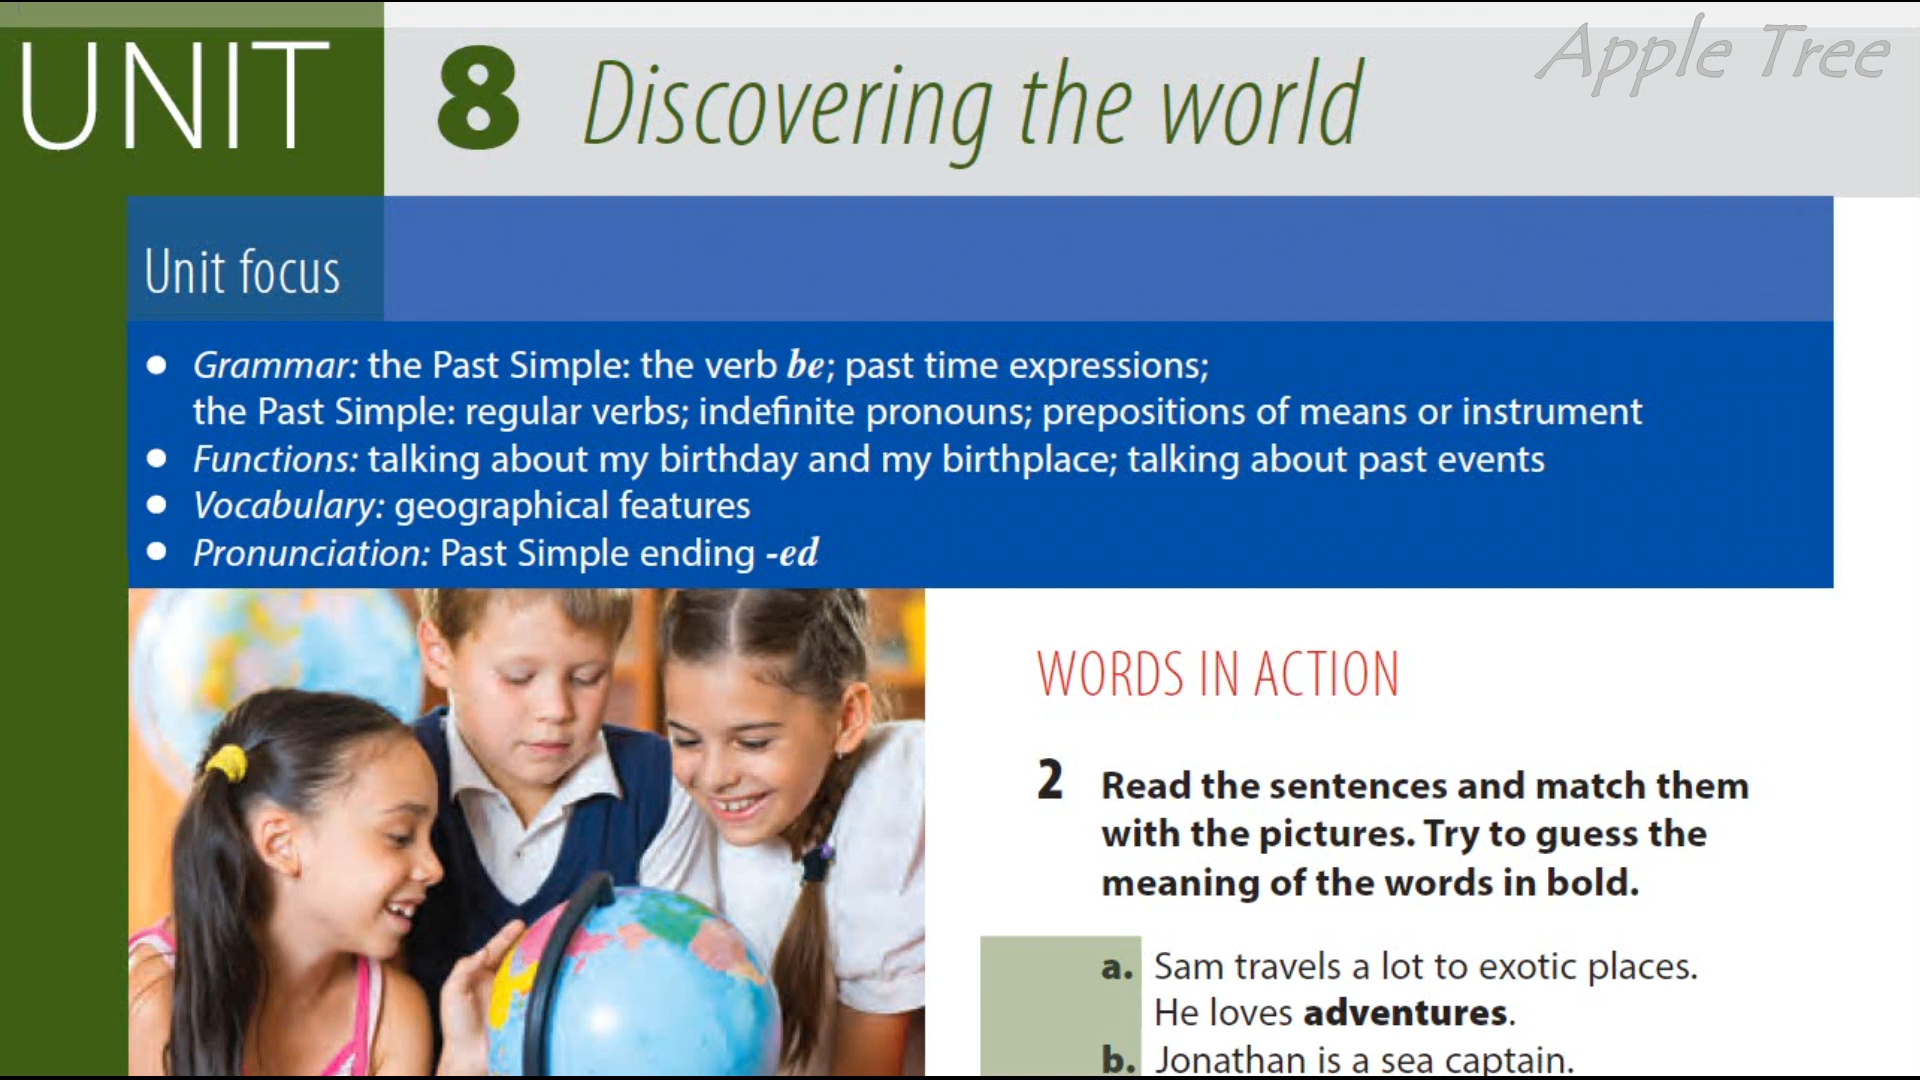 UNIT 8 Discovering the world
Apple Tree
Unit focus
• Grammar: the Past Simple: the verb be; past time expressions;
the Past Simple: regular verbs; indefinite pronouns; prepositions of means or instrument
• Functions: talking about my birthday and my birthplace; talking about past events
• Vocabulary: geographical features
• Pronunciation: Past Simple ending -ed
WORDS IN ACTION
2 Read the sentences and match them
with the pictures. Try to guess the
meaning of the words in bold.
a. Sam travels a lot to exotic places.
He loves adventures.
b. Jonathan is a sea captain.